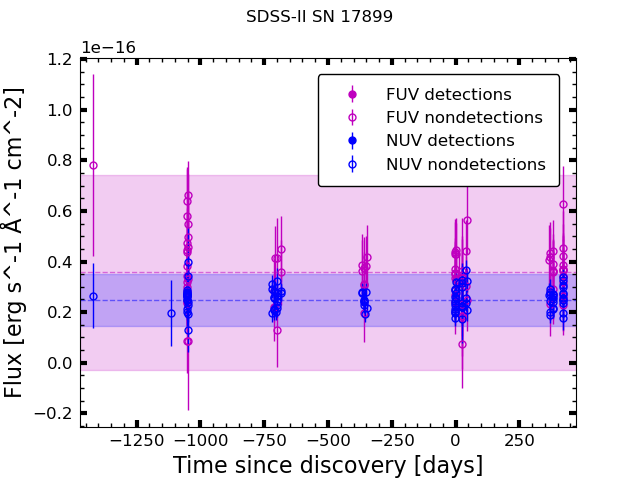 SDSS-II SN 17899
1e−16
1.2
1.0
0.8
0.6
0.4
0.2
0.0
−0.2
Flux [erg s^-1 Å^-1 cm^-2]
FUV detections
FUV nondetections
NUV detections
NUV nondetections
−1250 −1000 −750 −500 −250 0 250
Time since discovery [days]